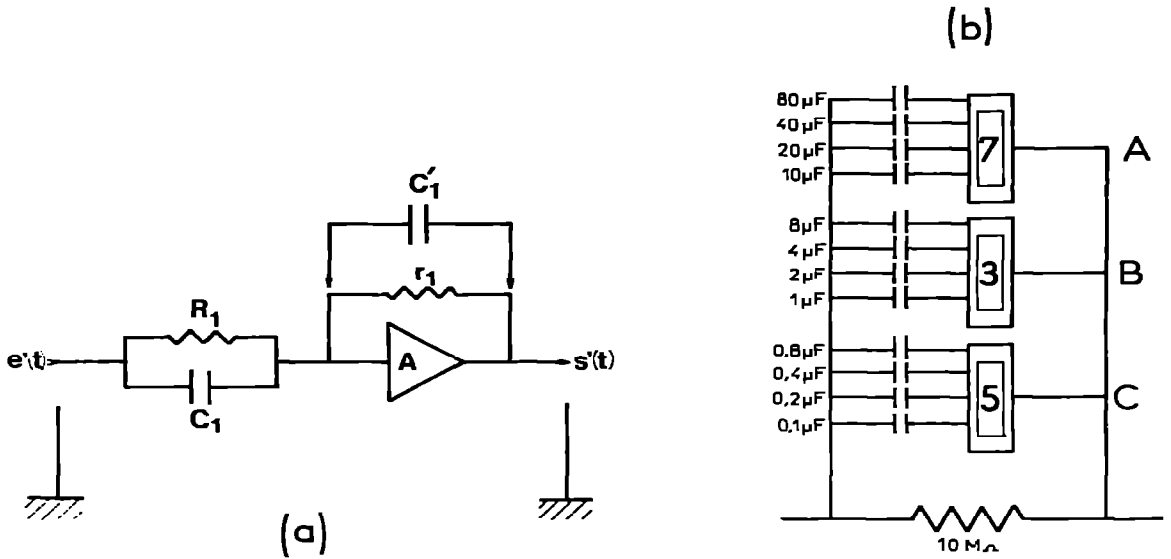 (b)
80µF
40µF
20µF
10µF
7
A
8µF
4µF
2µF
1µF
3
B
0.8µF
0,4µF
0,2µF
0.1µF
5
C
10 MΩ
C'1
r1
R1
e'(t)
A
s'(t)
C1
(a)